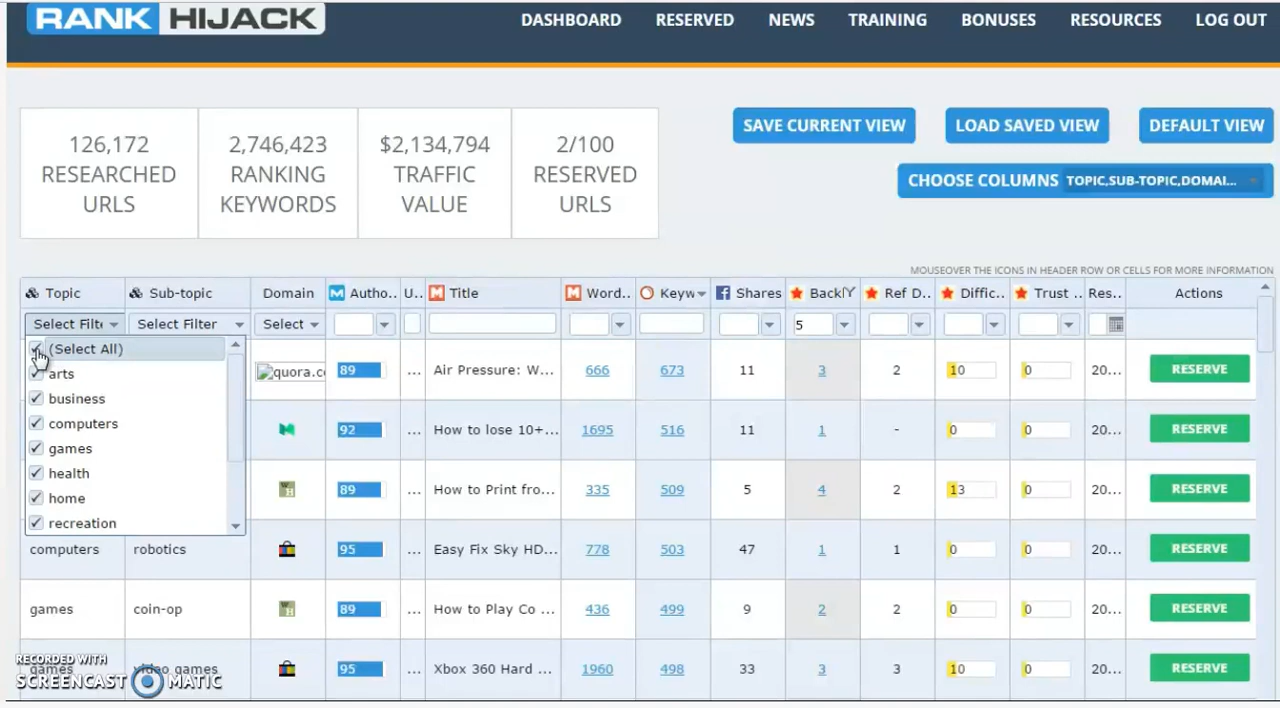 RANK HIJACK
DASHBOARD RESERVED NEWS TRAINING BONUSES RESOURCES LOG OUT
126,172
RESEARCHED
URLS
2,746,423
RANKING
KEYWORDS
$2,134,794
TRAFFIC
VALUE
2/100
RESERVED
URLS
SAVE CURRENT VIEW LOAD SAVED VIEW DEFAULT VIEW
CHOOSE COLUMNS TOPIC,SUB-TOPIC,DOMAI...
MOUSEOVER THE ICONS IN HEADER ROW OR CELLS FOR MORE INFORMATION
Topic Sub-topic Domain Autho.. U.. Title Word.. Keyw Shares Backl Ref D.. Diffic.. Trust .. Res.. Actions
Select Filte Select Filter Select 5
(Select All)
arts
business
computers
games
health
home
recreation
quora.c 89 ... Air Pressure: W... 666 673 11 3 2 10 0 20... RESERVE
92 ... How to lose 10+... 1695 516 11 1 - 0 0 20... RESERVE
89 ... How to Print fro... 335 509 5 4 2 13 0 20... RESERVE
computers robotics 95 ... Easy Fix Sky HD... 778 503 47 1 1 0 0 20... RESERVE
games coin-op 89 ... How to Play Co ... 436 499 9 2 2 0 0 20... RESERVE
games video games 95 ... Xbox 360 Hard ... 1960 498 33 3 3 10 0 20... RESERVE
RECORDED WITH
SCREENCAST MATIC